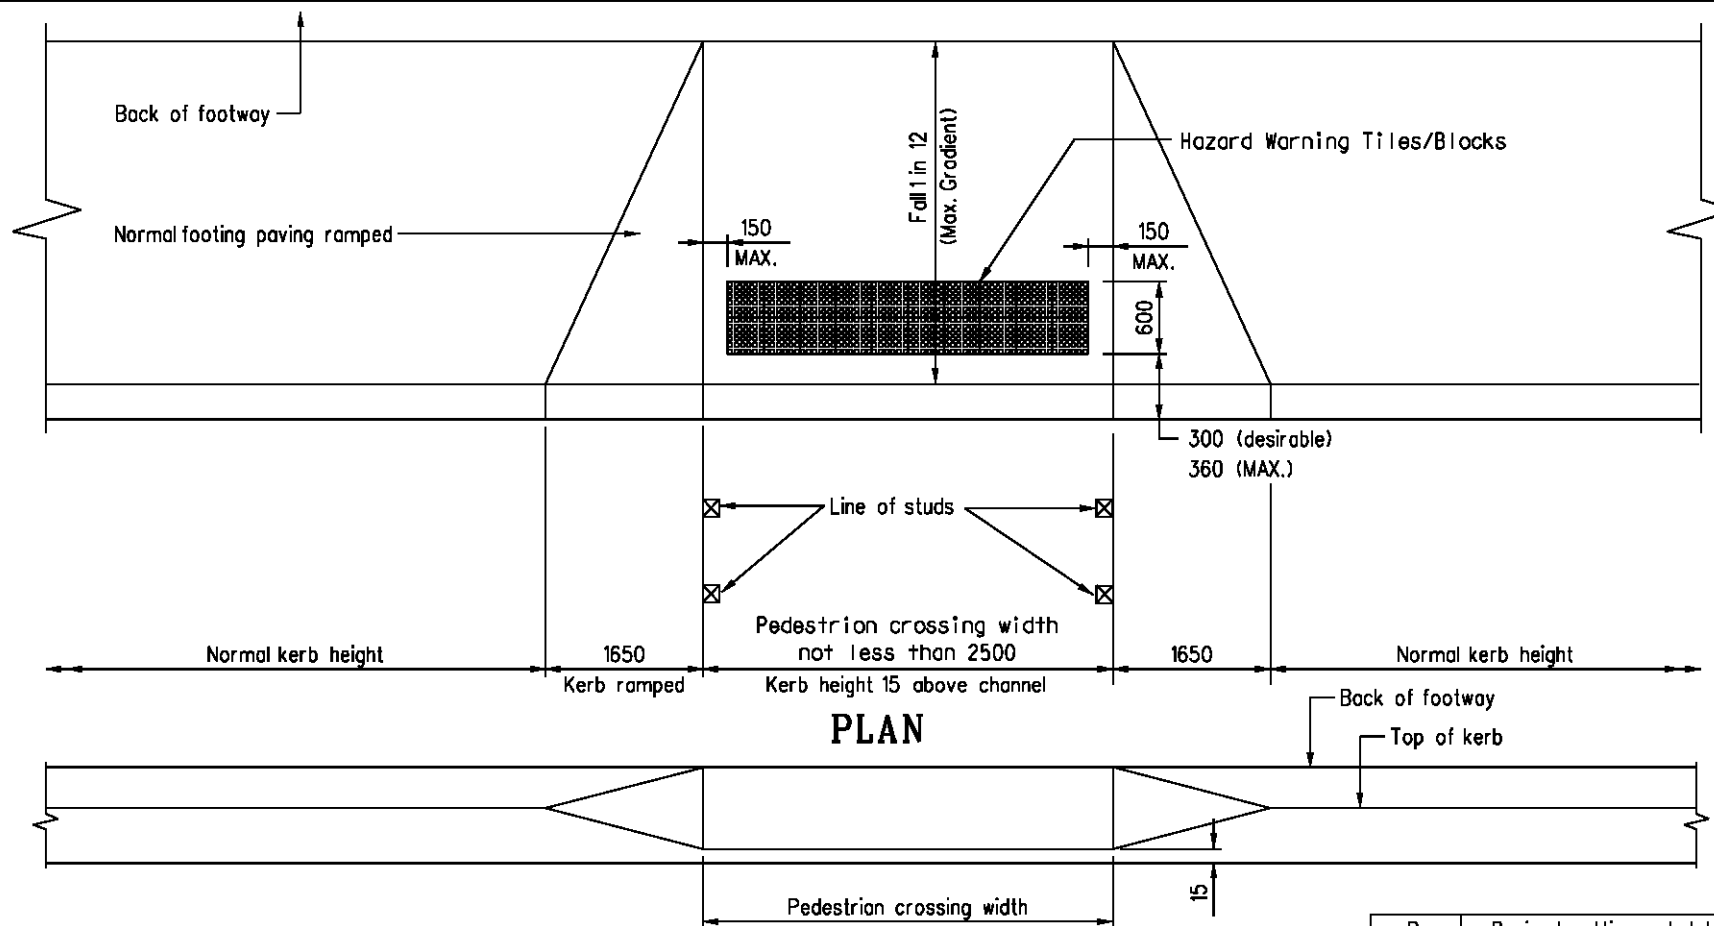 Back of footway
Hazard Warning Tiles/Blocks
Fall 1 in 12
(Max. Gradient)
Normal footing paving ramped
150
MAX.
150
MAX.
600
300 (desirable)
360 (MAX.)
Line of studs
Pedestrian crossing width
not less than 2500
Normal kerb height
1650
1650
Normal kerb height
Kerb ramped
Kerb height 15 above channel
PLAN
Back of footway
Top of kerb
15
Pedestrian crossing width